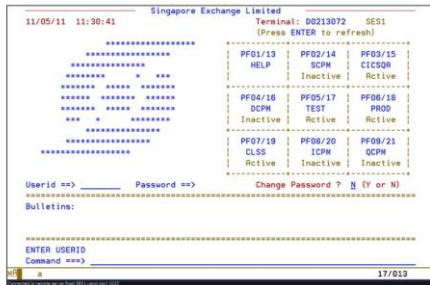 Singapore Exchange Limited
11/05/11 11:30:41 Terminal: D0213072 SES1
(Press ENTER to refresh)
PF01/13 PF02/14 PF03/15
HELP SCPM CICSQR
Inactive Active
PF04/16 PF05/17 PF06/18
DCPM TEST PROD
Inactive Active Active
PF07/19 PF08/20 PF09/21
CLSS ICPM QCPM
Active Inactive Inactive
Userid ==> Password ==> Change Password ? N (Y or N)
Bulletins:
ENTER USERID
Command ===>
MA a 17/013